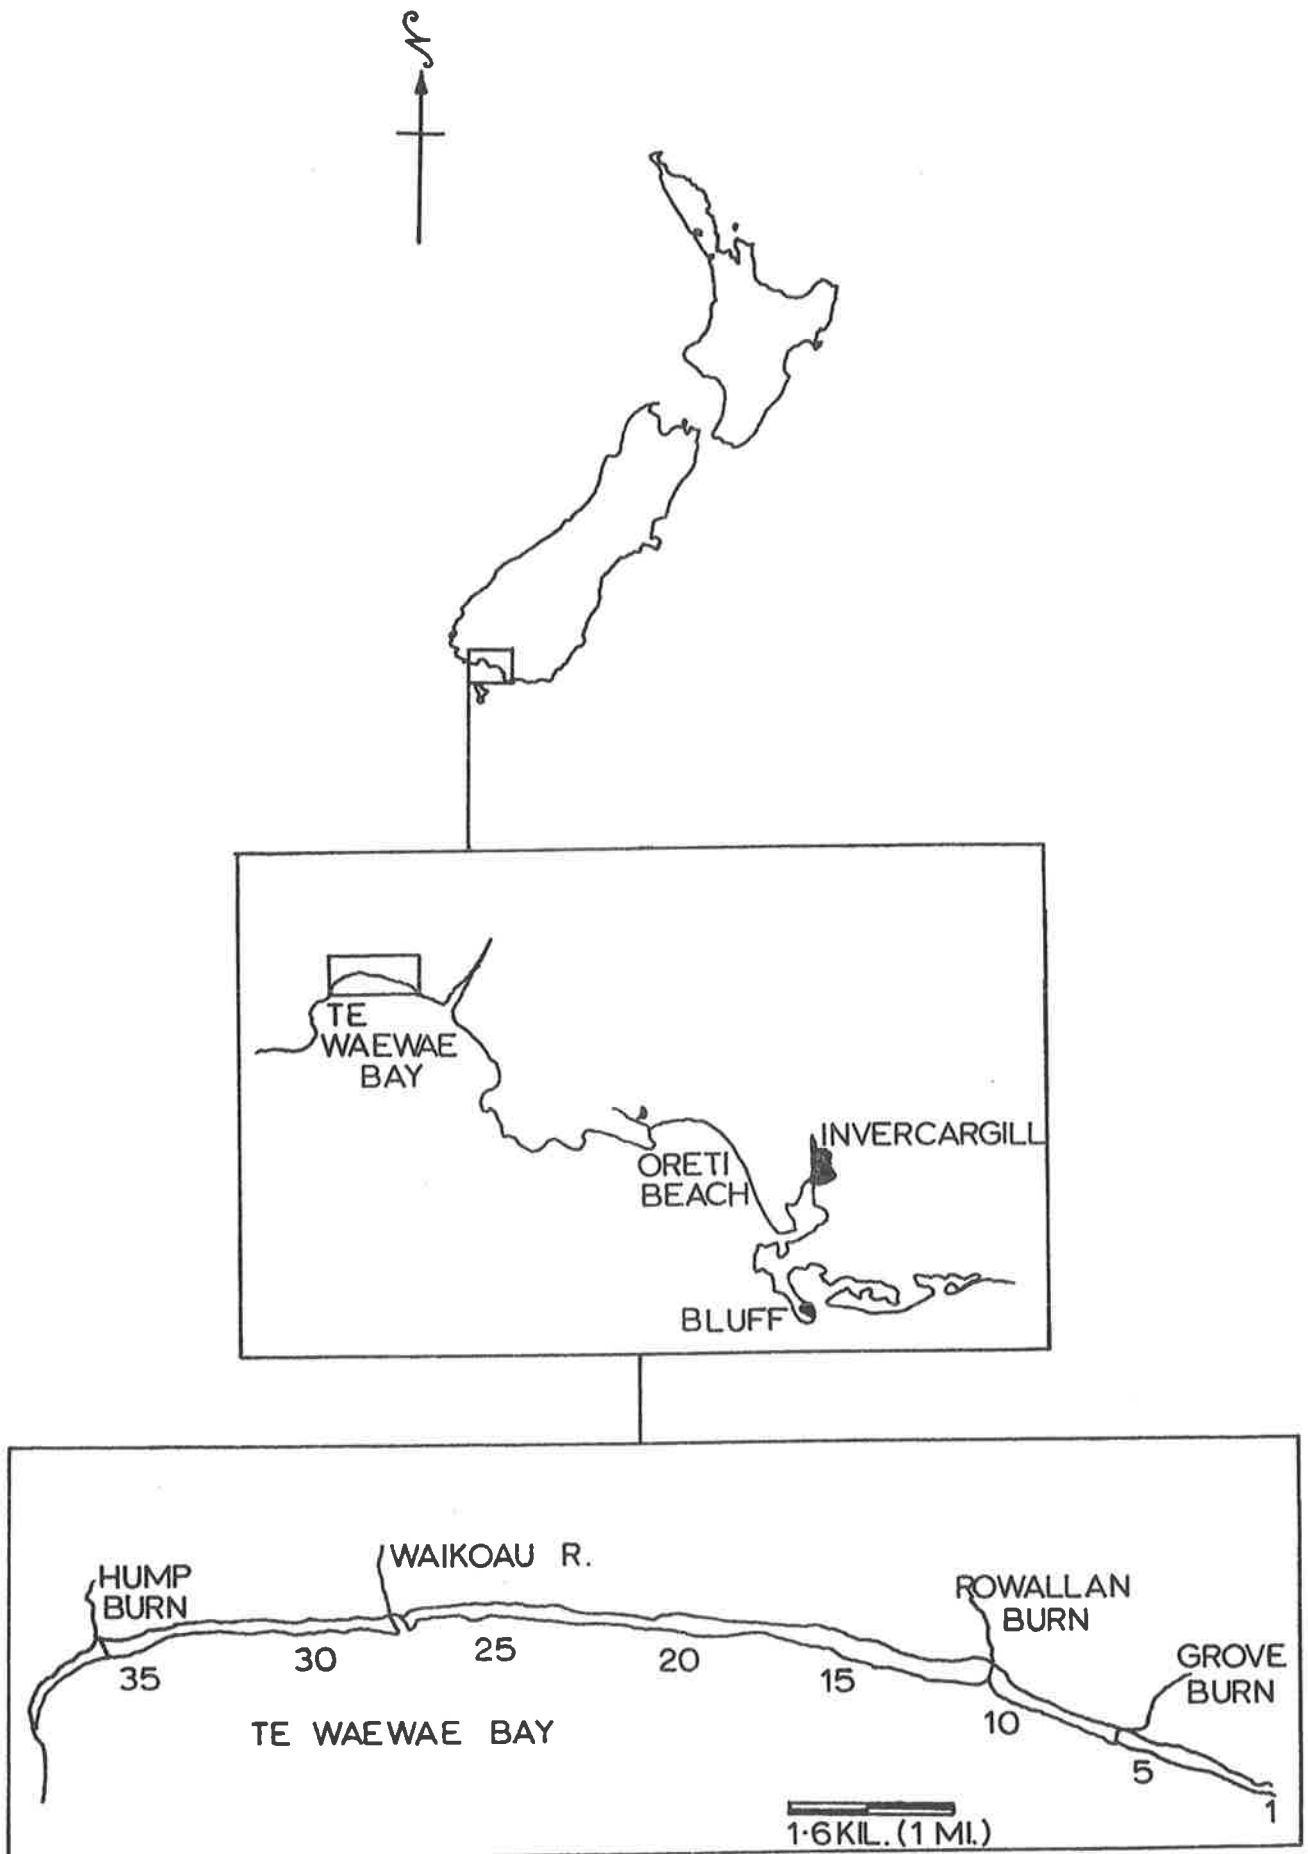 N
TE
WAEWAE
BAY
INVERCARGILL
ORETI
BEACH
BLUFF
WAIKOAU R.
HUMP
BURN
ROWALLAN
BURN
GROVE
BURN
35
30
25
20
15
10
5
1
TE WAEWAE BAY
1·6 KIL. (1 MI.)